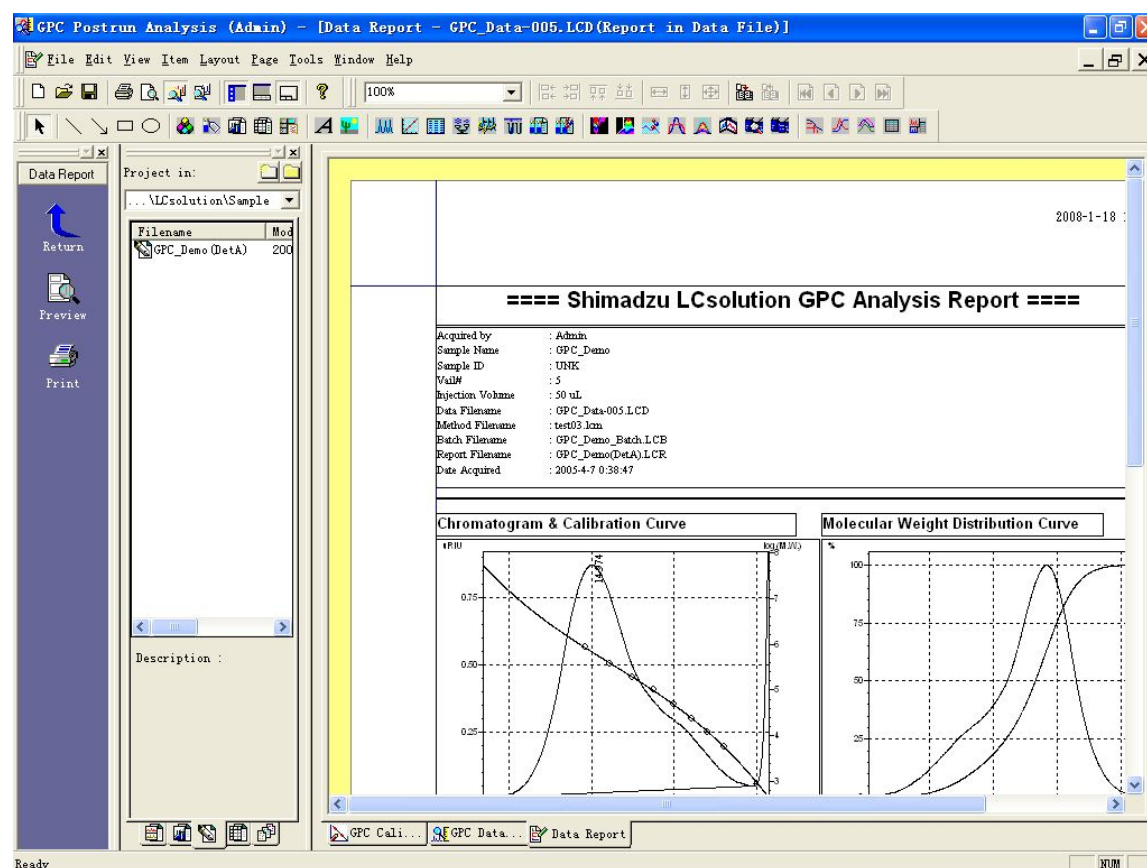 GPC Postrun Analysis (Admin) - [Data Report - GPC_Data-005.LCD(Report in Data File)]
File Edit View Item Layout Page Tools Window Help
100%
Data Report
Return
Preview
Print
Project in:
...\LCsolution\Sample
Filename Mod
GPC_Demo(DetA) 200
Description :
2008-1-18
==== Shimadzu LCsolution GPC Analysis Report ====
Acquired by : Admin
Sample Name : GPC_Demo
Sample ID : UNK
Vail# : 5
Injection Volume : 50 uL
Data Filename : GPC_Data-005.LCD
Method Filename : test03.lcm
Batch Filename : GPC_Demo_Batch.LCB
Report Filename : GPC_Demo(DetA).LCR
Date Acquired : 2005-4-7 0:38:47
Chromatogram & Calibration Curve
uRIU
log(M.W.)
14.974
0.75
0.50
0.25
8
7
6
5
4
3
Molecular Weight Distribution Curve
%
100
75
50
25
GPC Cali... GPC Data... Data Report
Ready
NUM